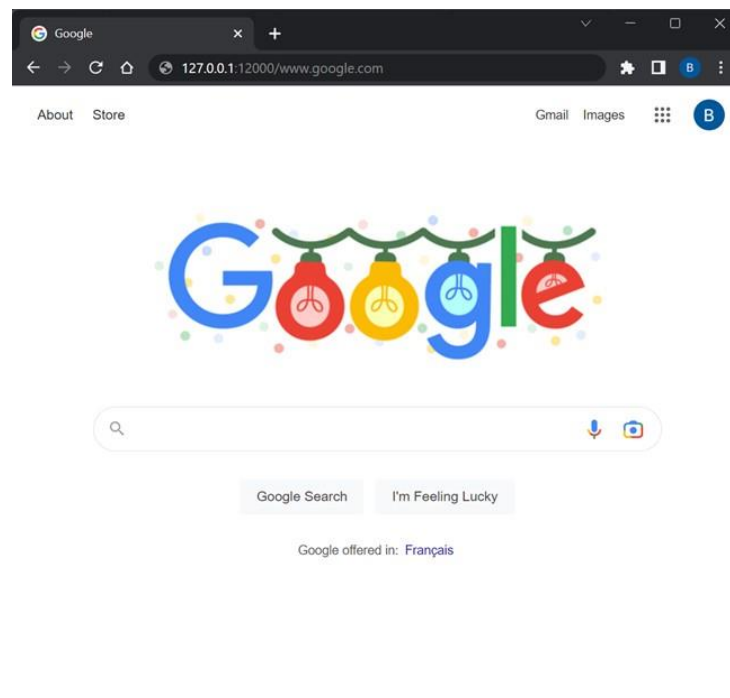 Google
127.0.0.1:12000/www.google.com
B
About Store Gmail Images B
Google
Google Search I'm Feeling Lucky
Google offered in: Français